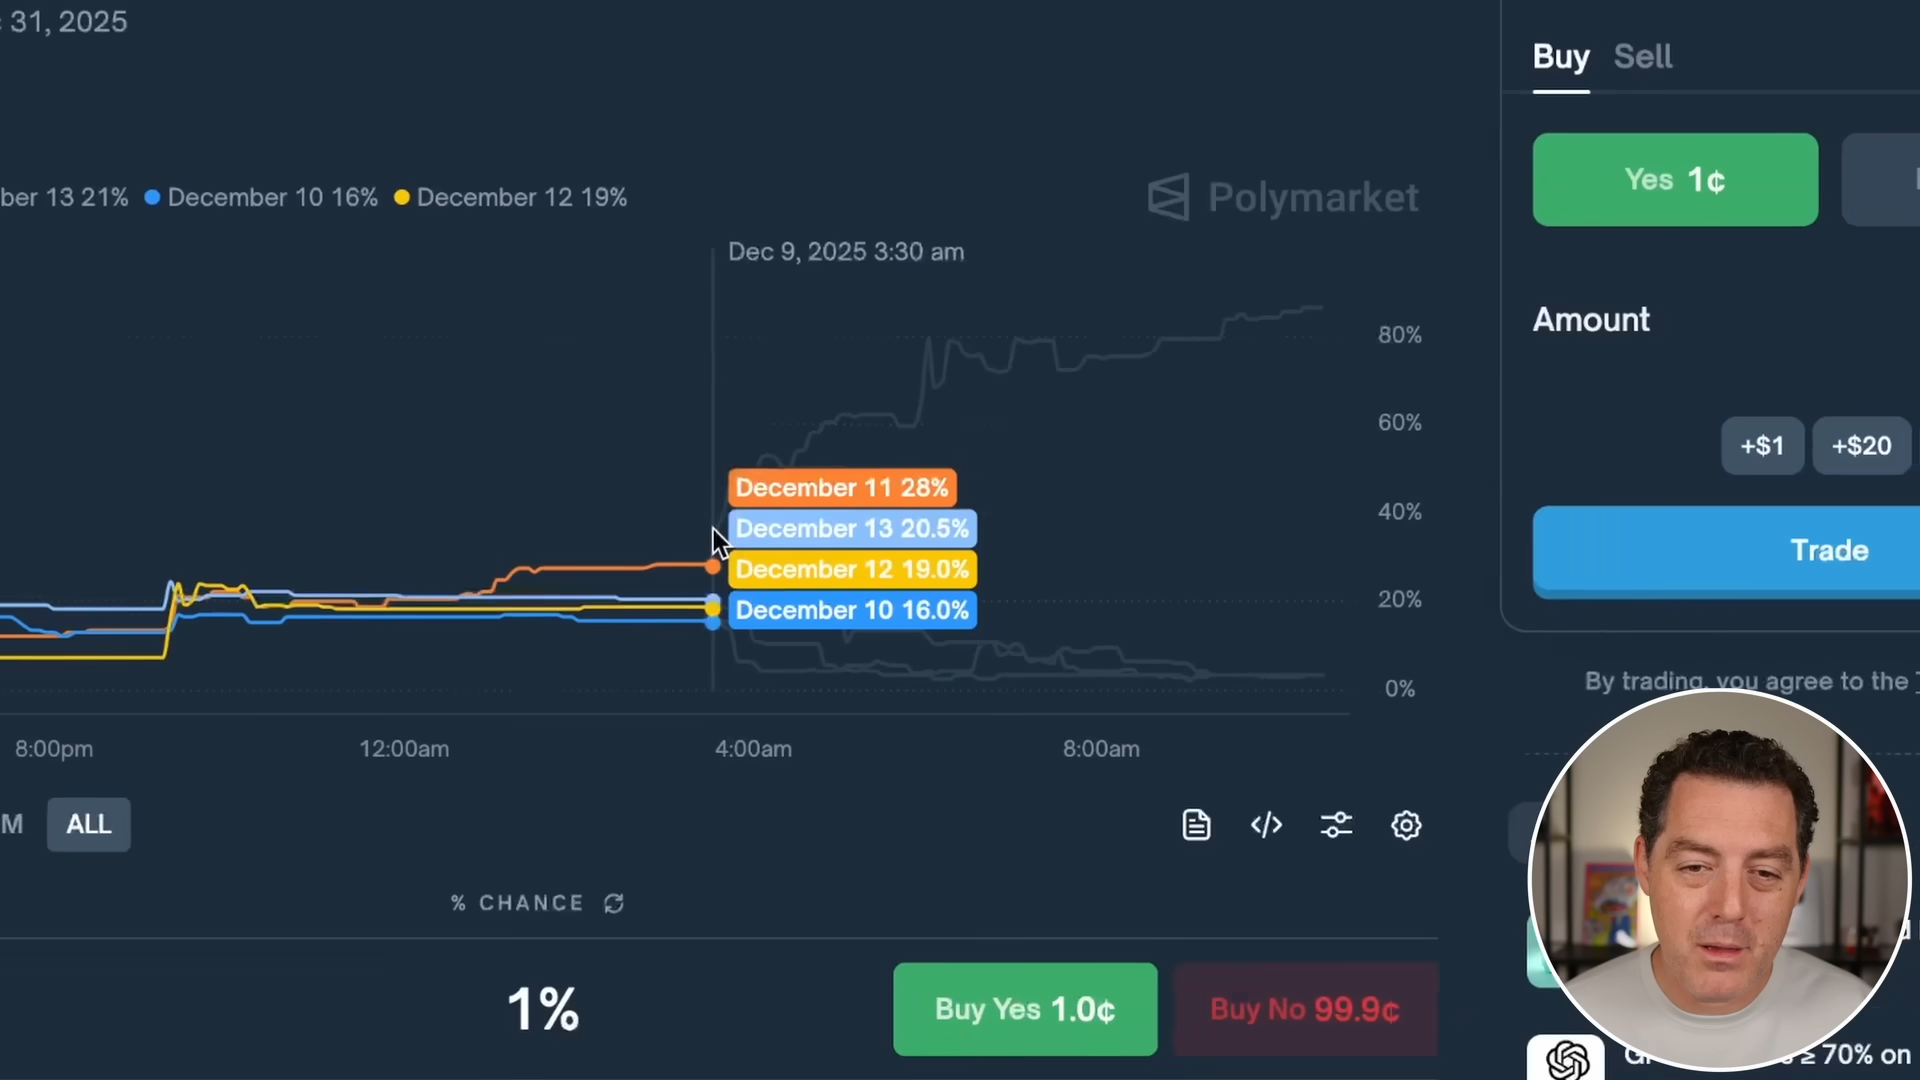 31, 2025
Buy Sell
Yes 1¢
ber 13 21% December 10 16% December 12 19%
Polymarket
Dec 9, 2025 3:30 am
Amount
80%
60%
+$1 +$20
December 11 28%
December 13 20.5%
December 12 19.0%
December 10 16.0%
40%
20%
0%
Trade
By trading, you agree to the
8:00pm 12:00am 4:00am 8:00am
M ALL
% CHANCE
1% Buy Yes 1.0¢ Buy No 99.9¢
≥ 70% on